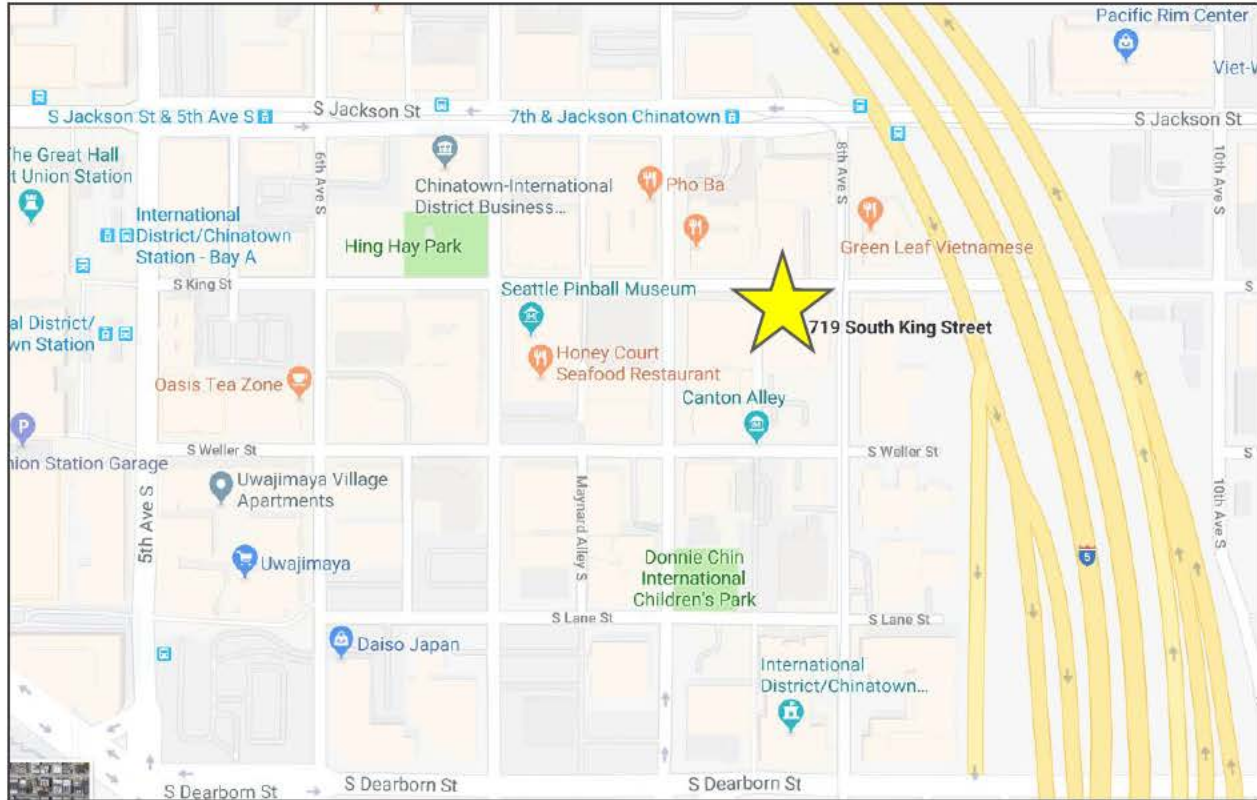 Pacific Rim Center
Viet-W
S Jackson St & 5th Ave S
S Jackson St
7th & Jackson Chinatown
S Jackson St
The Great Hall
t Union Station
6th Ave S
Chinatown-International
District Business...
Pho Ba
8th Ave S
10th Ave S
International
District/Chinatown
Station - Bay A
Hing Hay Park
Green Leaf Vietnamese
S King St
Seattle Pinball Museum
S
al District/
wn Station
719 South King Street
Honey Court
Seafood Restaurant
Oasis Tea Zone
Canton Alley
P
S Weller St
S Weller St
S
nion Station Garage
Uwajimaya Village
Apartments
5th Ave S
Maynard Alley S
10th Ave S
Uwajimaya
5
Donnie Chin
International
Children's Park
S Lane St
S Lane St
Daiso Japan
International
District/Chinatown...
S Dearborn St
S Dearborn St
S Dearborn St